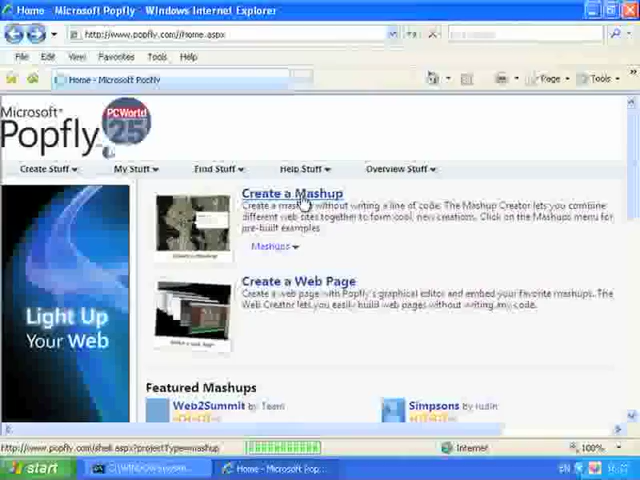 Home - Microsoft Popfly - Windows Internet Explorer
http://www.popfly.com//Home.aspx
File Edit View Favorites Tools Help
Home - Microsoft Popfly
Page Tools
Microsoft
Popfly
PCWorld
25
Create Stuff My Stuff Find Stuff Help Stuff Overview Stuff
Create a Mashup
Create a mashup without writing a line of code. The Mashup Creator lets you combine
different web sites together to form cool, new creations. Click on the Mashups menu for
pre-built examples
Mashups
Create a Web Page
Create a web page with Popfly's graphical editor and embed your favorite mashups. The
Web Creator lets you easily build web pages without writing any code.
Light Up
Your Web
Featured Mashups
Web2Summit by Team
Simpsons by
http://www.popfly.com/shell.aspx?projectType=mashup
Internet
100%
start
Home - Microsoft Pop...
EN